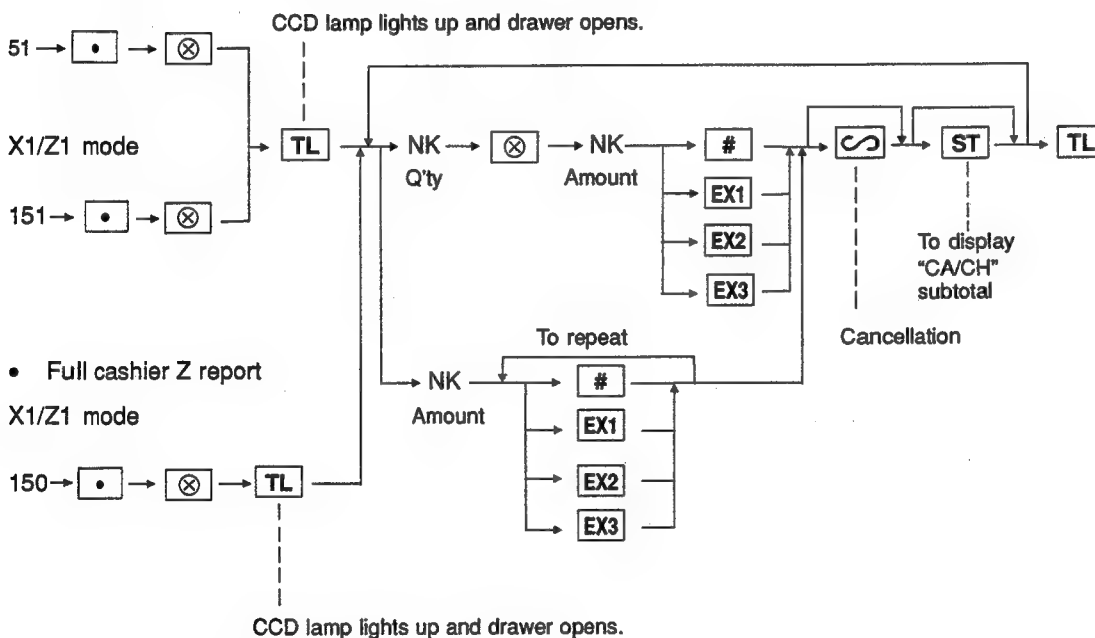 CCD lamp lights up and drawer opens.
51 • ⊗
X1/Z1 mode
TL NK ⊗ NK # ∽ ST TL
Q'ty Amount
EX1
151 • ⊗
EX2
To display
"CA/CH"
subtotal
EX3
Cancellation
To repeat
• Full cashier Z report
NK #
X1/Z1 mode
Amount
EX1
150 • ⊗ TL
EX2
EX3
CCD lamp lights up and drawer opens.